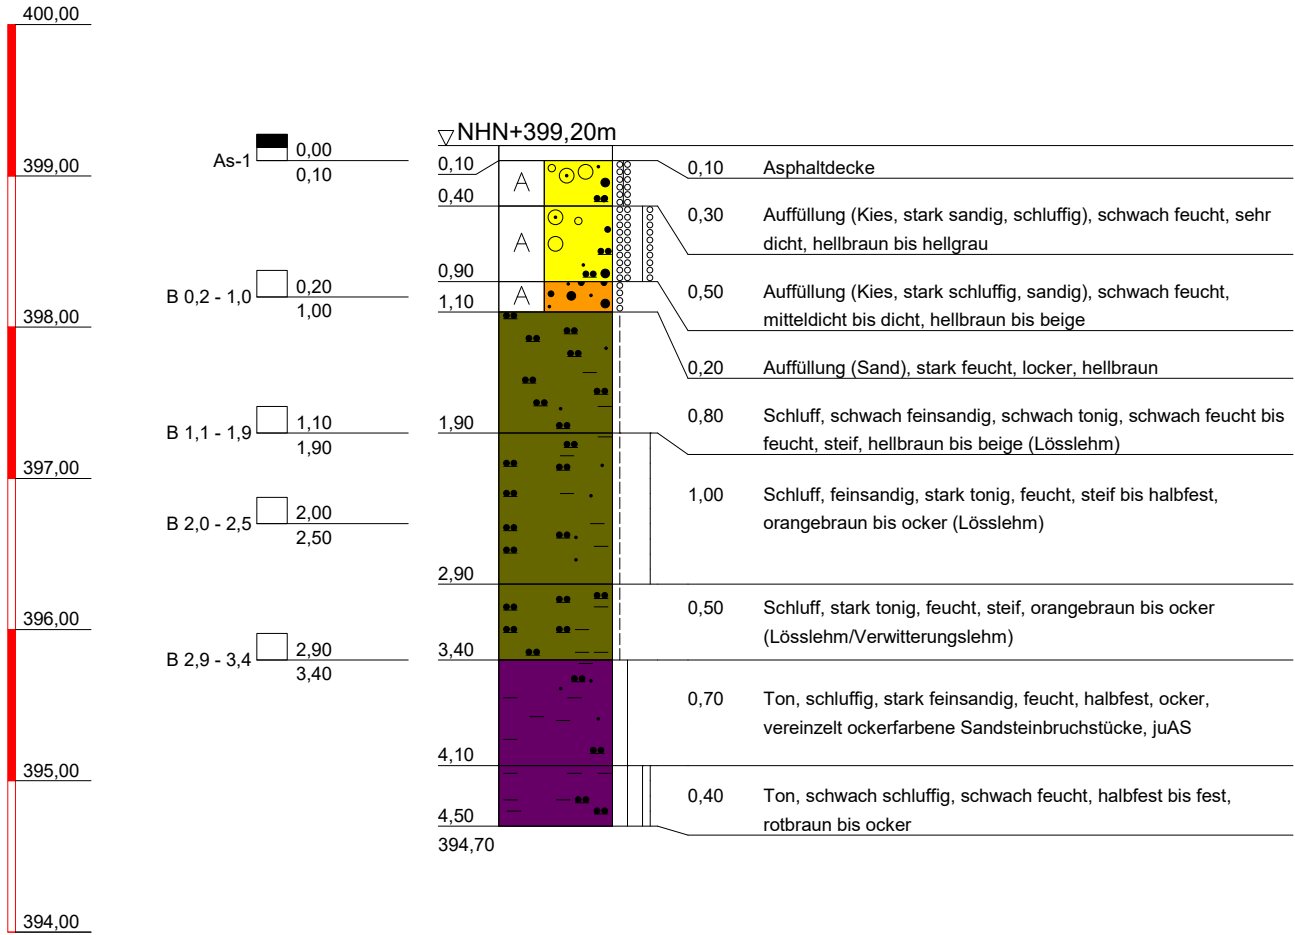 400,00
399,00
398,00
397,00
396,00
395,00
394,00
As-1
0,00
0,10
B 0,2 - 1,0
0,20
1,00
B 1,1 - 1,9
1,10
1,90
B 2,0 - 2,5
2,00
2,50
B 2,9 - 3,4
2,90
3,40
NHN+399,20m
0,10
0,40
0,90
1,10
1,90
2,90
3,40
4,10
4,50
394,70
A
A
A
0,10 Asphaltdecke
0,30 Auffüllung (Kies, stark sandig, schluffig), schwach feucht, sehr
dicht, hellbraun bis hellgrau
0,50 Auffüllung (Kies, stark schluffig, sandig), schwach feucht,
mitteldicht bis dicht, hellbraun bis beige
0,20 Auffüllung (Sand), stark feucht, locker, hellbraun
0,80 Schluff, schwach feinsandig, schwach tonig, schwach feucht bis
feucht, steif, hellbraun bis beige (Lösslehm)
1,00 Schluff, feinsandig, stark tonig, feucht, steif bis halbfest,
orangebraun bis ocker (Lösslehm)
0,50 Schluff, stark tonig, feucht, steif, orangebraun bis ocker
(Lösslehm/Verwitterungslehm)
0,70 Ton, schluffig, stark feinsandig, feucht, halbfest, ocker,
vereinzelt ockerfarbene Sandsteinbruchstücke, juAS
0,40 Ton, schwach schluffig, schwach feucht, halbfest bis fest,
rotbraun bis ocker